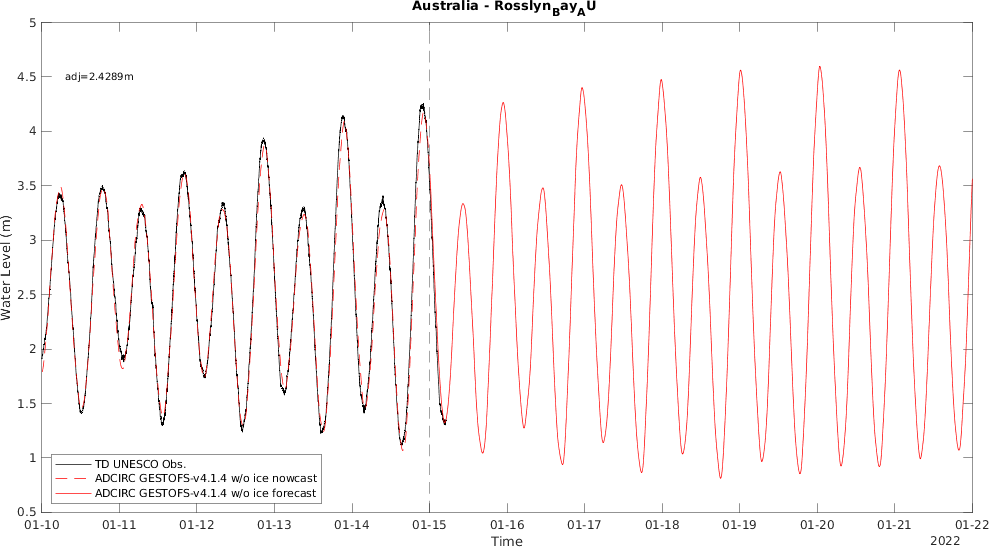 Australia - Rosslyn_Bay_AU
5
4.5
4
3.5
3
2.5
2
1.5
1
0.5
Water Level (m)
adj=2.4289m
TD UNESCO Obs.
ADCIRC GESTOFS-v4.1.4 w/o ice nowcast
ADCIRC GESTOFS-v4.1.4 w/o ice forecast
01-10 01-11 01-12 01-13 01-14 01-15 01-16 01-17 01-18 01-19 01-20 01-21 01-22
Time
2022